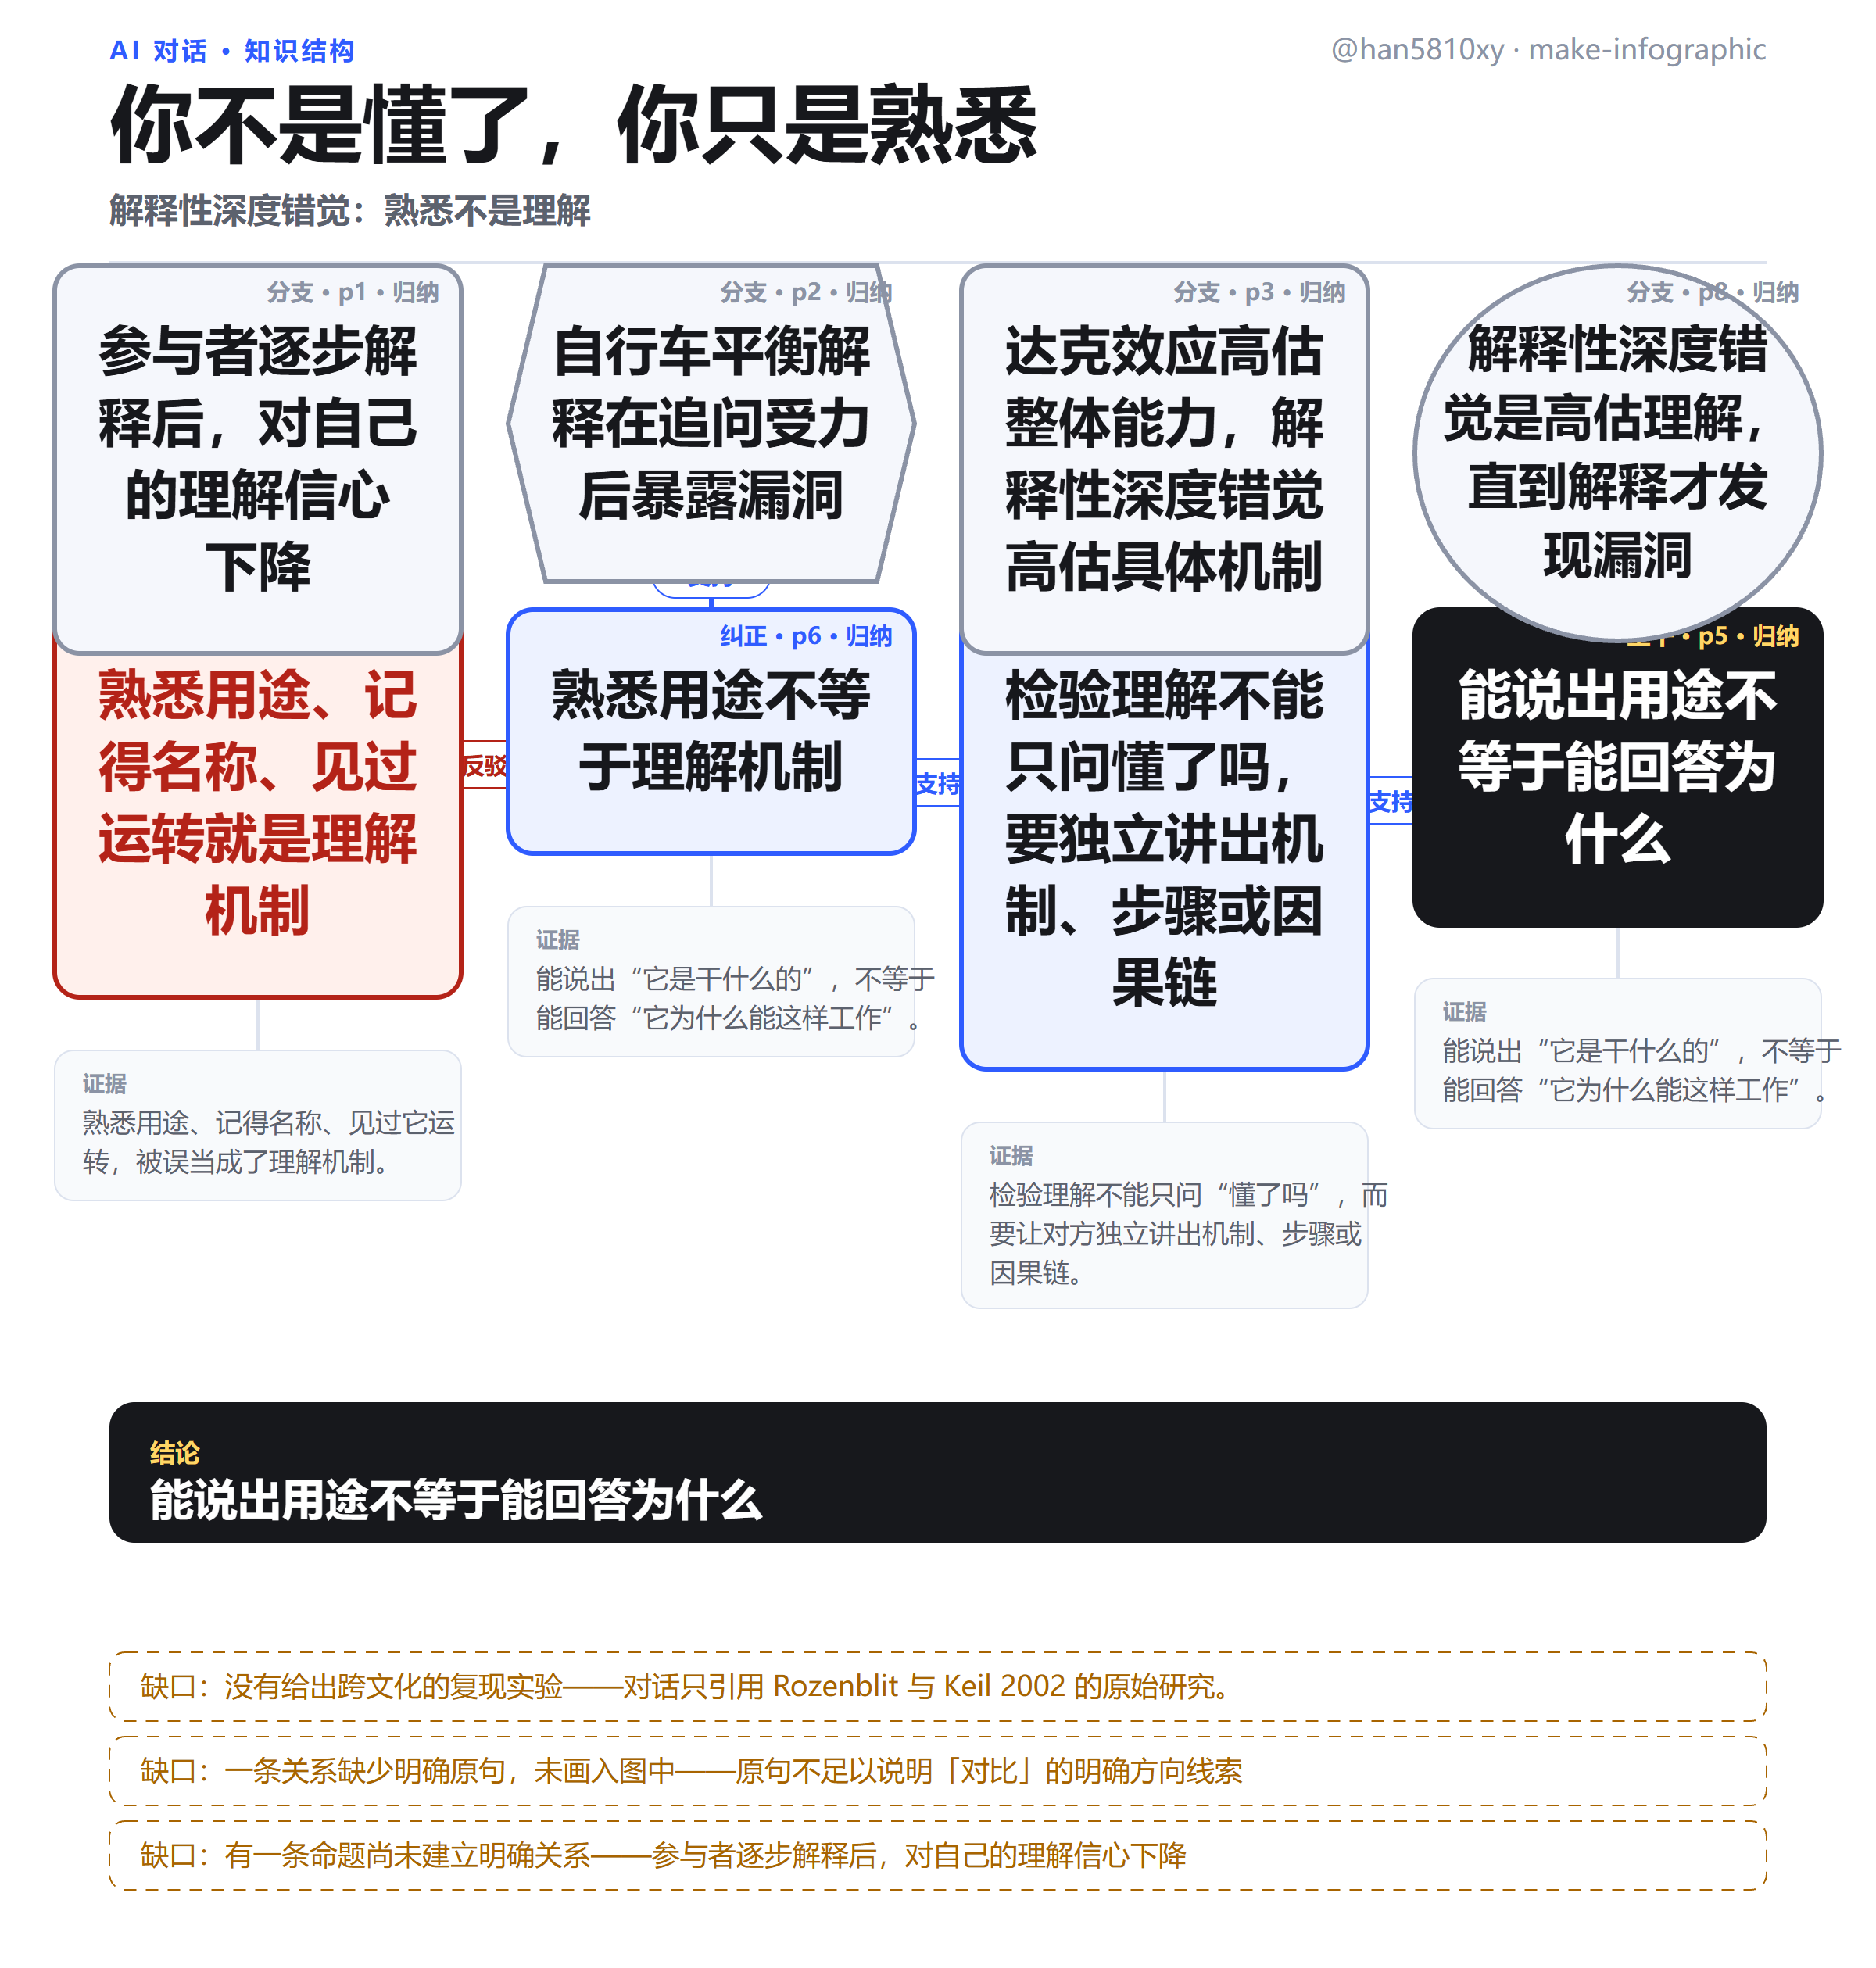 AI 对话 • 知识结构
@han5810xy · make-infographic
你不是懂了，你只是熟悉
解释性深度错觉：熟悉不是理解
分支 • p1 • 归纳
参与者逐步解
释后，对自己
的理解信心
下降
分支 • p2 • 归纳
自行车平衡解
释在追问受力
后暴露漏洞
分支 • p3 • 归纳
达克效应高估
整体能力，解
释性深度错觉
高估具体机制
分支 • p8 • 归纳
解释性深度错
觉是高估理解，
直到解释才发
现漏洞
熟悉用途、记
得名称、见过
运转就是理解
机制
反驳
纠正 • p6 • 归纳
熟悉用途不等
于理解机制
支持
检验理解不能
只问懂了吗，
要独立讲出机
制、步骤或因
果链
支持
• p5 • 归纳
能说出用途不
等于能回答为
什么
证据
熟悉用途、记得名称、见过它运
转，被误当成了理解机制。
证据
能说出“它是干什么的”，不等于
能回答“它为什么能这样工作”。
证据
检验理解不能只问“懂了吗”，而
要让对方独立讲出机制、步骤或
因果链。
证据
能说出“它是干什么的”，不等于
能回答“它为什么能这样工作”。
结论
能说出用途不等于能回答为什么
缺口：没有给出跨文化的复现实验——对话只引用 Rozenblit 与 Keil 2002 的原始研究。
缺口：一条关系缺少明确原句，未画入图中——原句不足以说明「对比」的明确方向线索
缺口：有一条命题尚未建立明确关系——参与者逐步解释后，对自己的理解信心下降